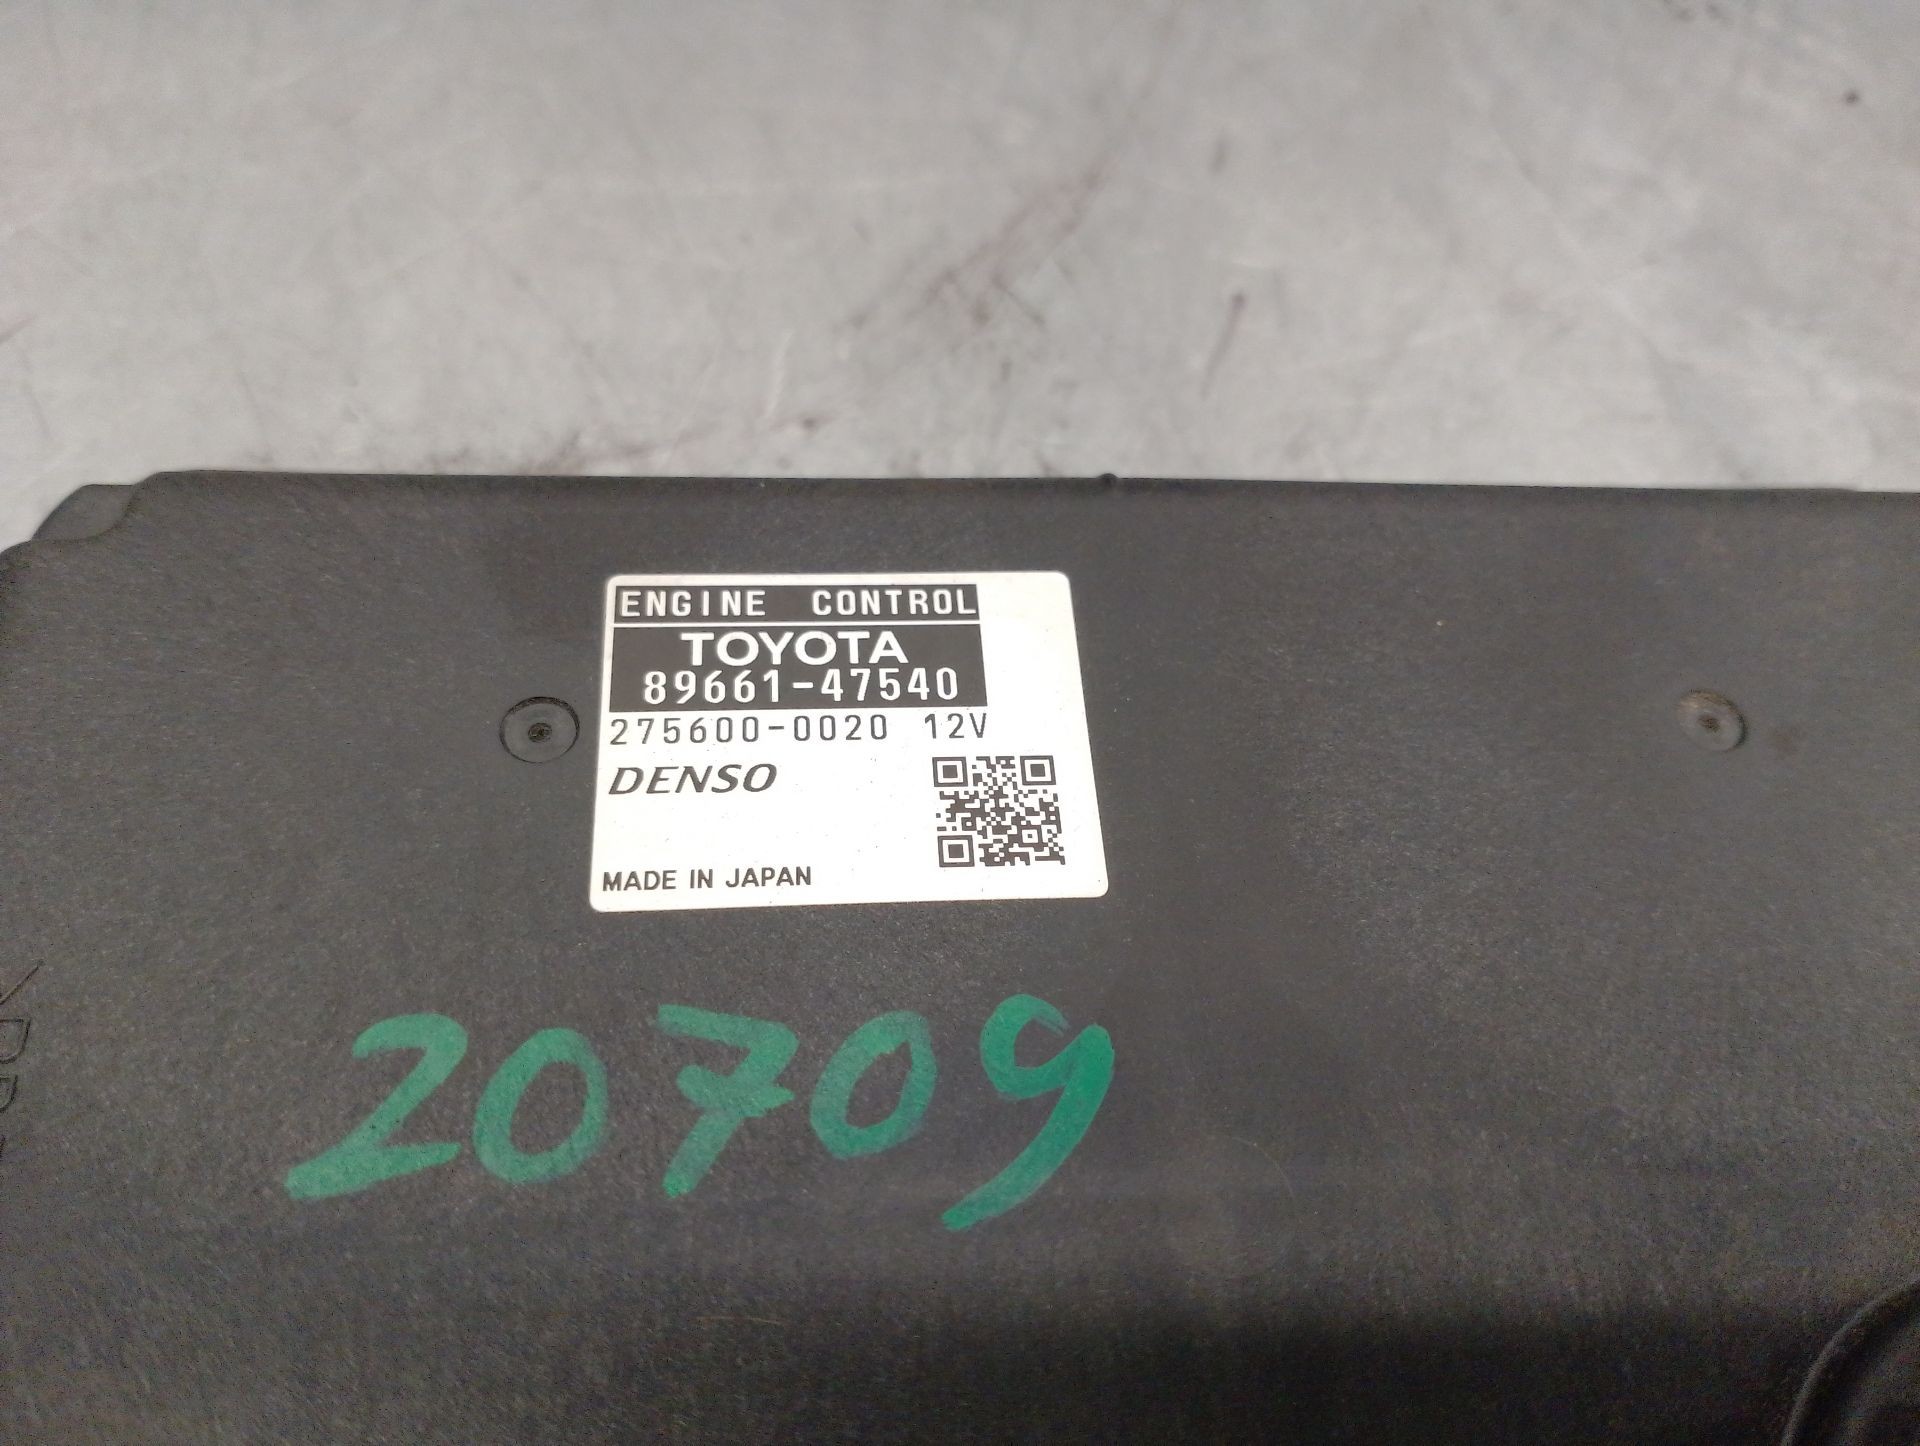 ENGINE CONTROL
TOYOTA
89661-47540
275600-0020 12V
DENSO
MADE IN JAPAN
20709